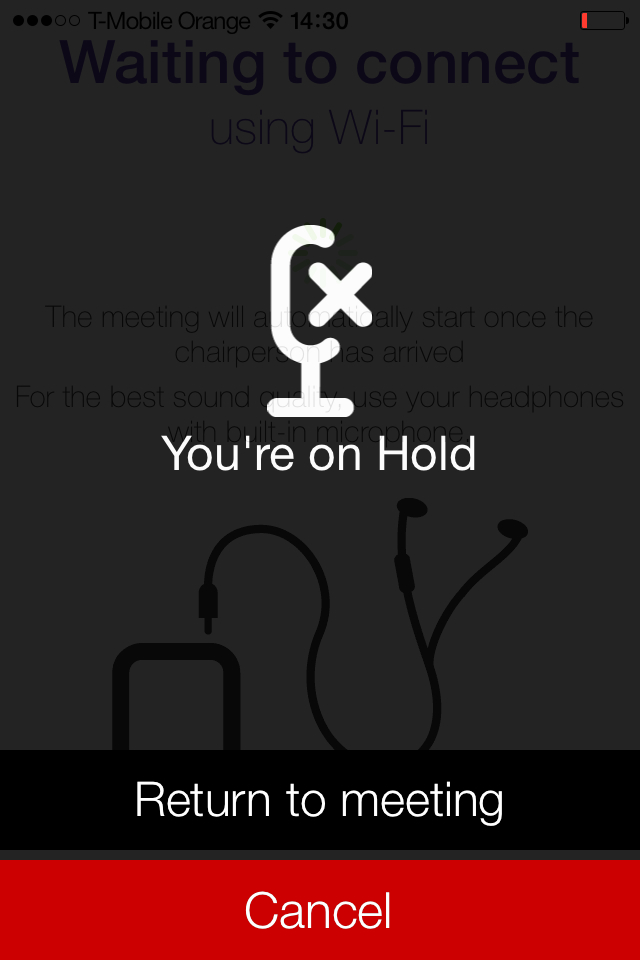 T-Mobile Orange 14:30
Waiting to connect
using Wi-Fi
The meeting will automatically start once the
chairperson has arrived
For the best sound quality, use your headphones
with built-in microphone.
You're on Hold
Return to meeting
Cancel